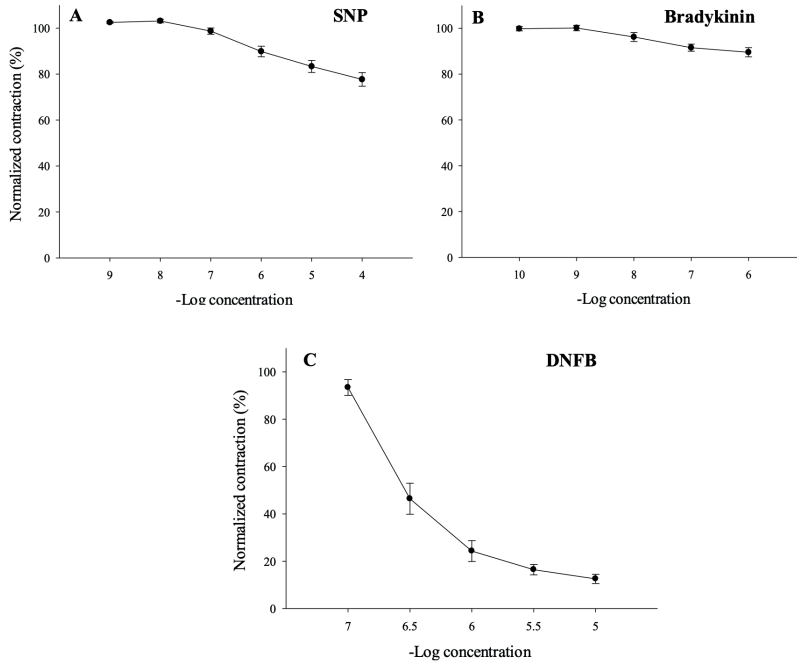 A
SNP
100
80
60
40
20
0
Normalized contraction (%)
9 8 7 6 5 4
-Log concentration
B
Bradykinin
100
80
60
40
20
0
10 9 8 7 6
-Log concentration
C
DNFB
100
80
60
40
20
0
Normalized contraction (%)
7 6.5 6 5.5 5
-Log concentration